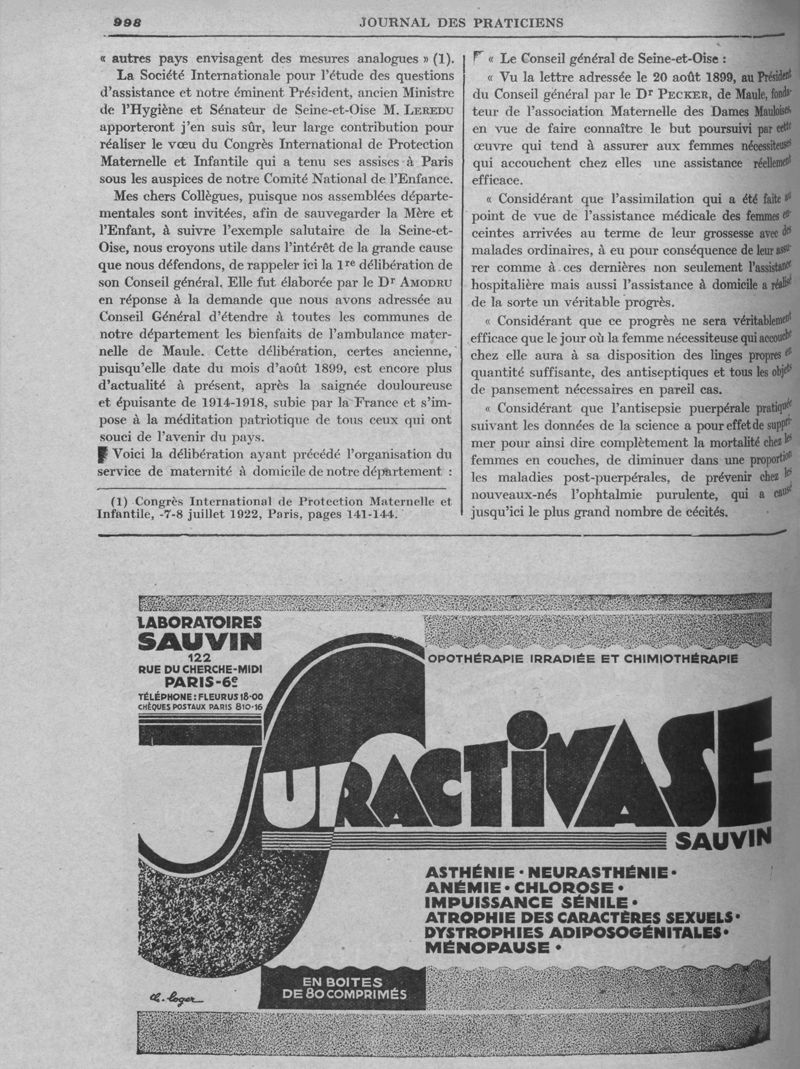 998
JOURNAL DES PRATICIENS
« autres pays envisagent des mesures analogues » (1).
La Société Internationale pour l'étude des questions
d'assistance et notre éminent Président, ancien Ministre
de l'Hygiène et Sénateur de Seine-et-Oise M. LEREDU
apporteront j'en suis sûr, leur large contribution pour
réaliser le vœu du Congrès International de Protection
Maternelle et Infantile qui a tenu ses assises à Paris
sous les auspices de notre Comité National de l'Enfance.
Mes chers Collègues, puisque nos assemblées départe-
mentales sont invitées, afin de sauvegarder la Mère et
l'Enfant, à suivre l'exemple salutaire de la Seine-et-
Oise, nous croyons utile dans l'intérêt de la grande cause
que nous défendons, de rappeler ici la 1re délibération de
son Conseil général. Elle fut élaborée par le Dr AMODRU
en réponse à la demande que nous avons adressée au
Conseil Général d'étendre à toutes les communes de
notre département les bienfaits de l'ambulance mater-
nelle de Maule. Cette délibération, certes ancienne,
puisqu'elle date du mois d'août 1899, est encore plus
d'actualité à présent, après la saignée douloureuse
et épuisante de 1914-1918, subie par la France et s'im-
pose à la méditation patriotique de tous ceux qui ont
souci de l'avenir du pays.
Voici la délibération ayant précédé l'organisation du
service de maternité à domicile de notre département :
(1) Congrès International de Protection Maternelle et
Infantile, -7-8 juillet 1922, Paris, pages 141-144.
« Le Conseil général de Seine-et-Oise :
« Vu la lettre adressée le 20 août 1899, au Président
du Conseil général par le Dr PECKER, de Maule, fonda-
teur de l'association Maternelle des Dames Mauloises,
en vue de faire connaître le but poursuivi par cette
œuvre qui tend à assurer aux femmes nécessiteuses
qui accouchent chez elles une assistance réellement
efficace.
« Considérant que l'assimilation qui a été faite au
point de vue de l'assistance médicale des femmes en-
ceintes arrivées au terme de leur grossesse avec des
malades ordinaires, à eu pour conséquence de leur assu-
rer comme à ces dernières non seulement l'assistance
hospitalière mais aussi l'assistance à domicile a réalisé
de la sorte un véritable progrès.
« Considérant que ce progrès ne sera véritablement
efficace que le jour où la femme nécessiteuse qui accouche
chez elle aura à sa disposition des linges propres en
quantité suffisante, des antiseptiques et tous les objets
de pansement nécessaires en pareil cas.
« Considérant que l'antisepsie puerpérale pratiquée
suivant les données de la science a pour effet de suppri-
mer pour ainsi dire complètement la mortalité chez les
femmes en couches, de diminuer dans une proportion
les maladies post-puerpérales, de prévenir chez les
nouveaux-nés l'ophtalmie purulente, qui a causé
jusqu'ici le plus grand nombre de cécités.
LABORATOIRES
SAUVIN
122
RUE DU CHERCHE-MIDI
PARIS-6e
TÉLÉPHONE : FLEURUS 18-00
CHÈQUES POSTAUX PARIS 810-16
OPOTHÉRAPIE IRRADIÉE ET CHIMIOTHÉRAPIE
SURACTIVASE
SAUVIN
ASTHÉNIE • NEURASTHÉNIE •
ANÉMIE • CHLOROSE •
IMPUISSANCE SÉNILE •
ATROPHIE DES CARACTÈRES SEXUELS •
DYSTROPHIES ADIPOSOGÉNITALES •
MÉNOPAUSE •
EN BOITES
DE 80 COMPRIMÉS
Ch. Loger